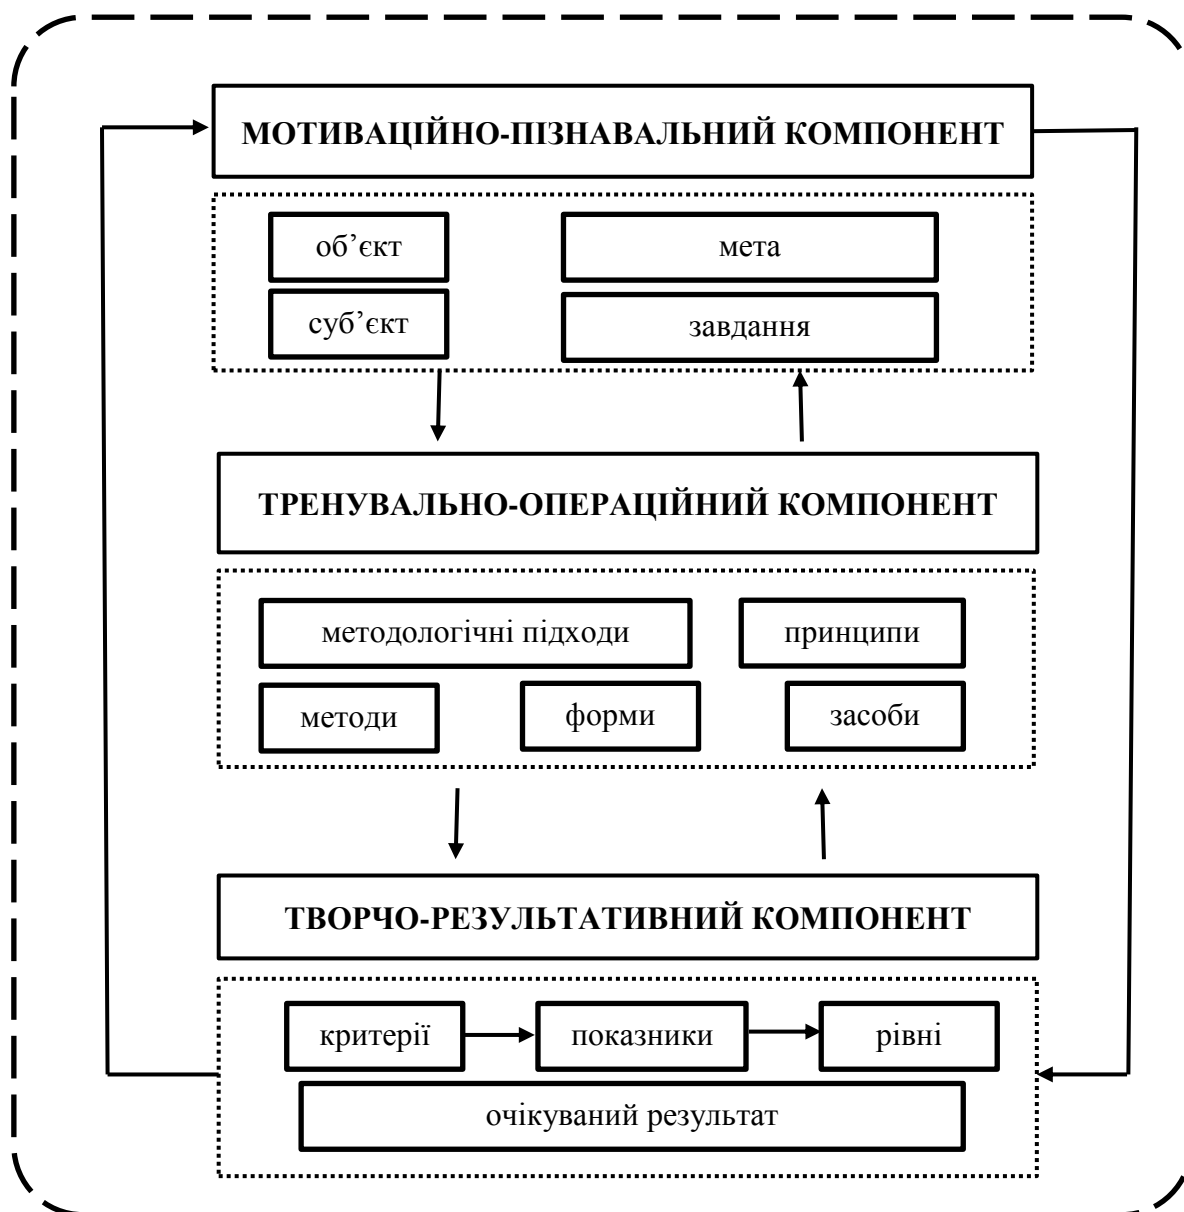 МОТИВАЦІЙНО-ПІЗНАВАЛЬНИЙ КОМПОНЕНТ
об’єкт
мета
суб’єкт
завдання
ТРЕНУВАЛЬНО-ОПЕРАЦІЙНИЙ КОМПОНЕНТ
методологічні підходи
принципи
методи
форми
засоби
ТВОРЧО-РЕЗУЛЬТАТИВНИЙ КОМПОНЕНТ
критерії
показники
рівні
очікуваний результат